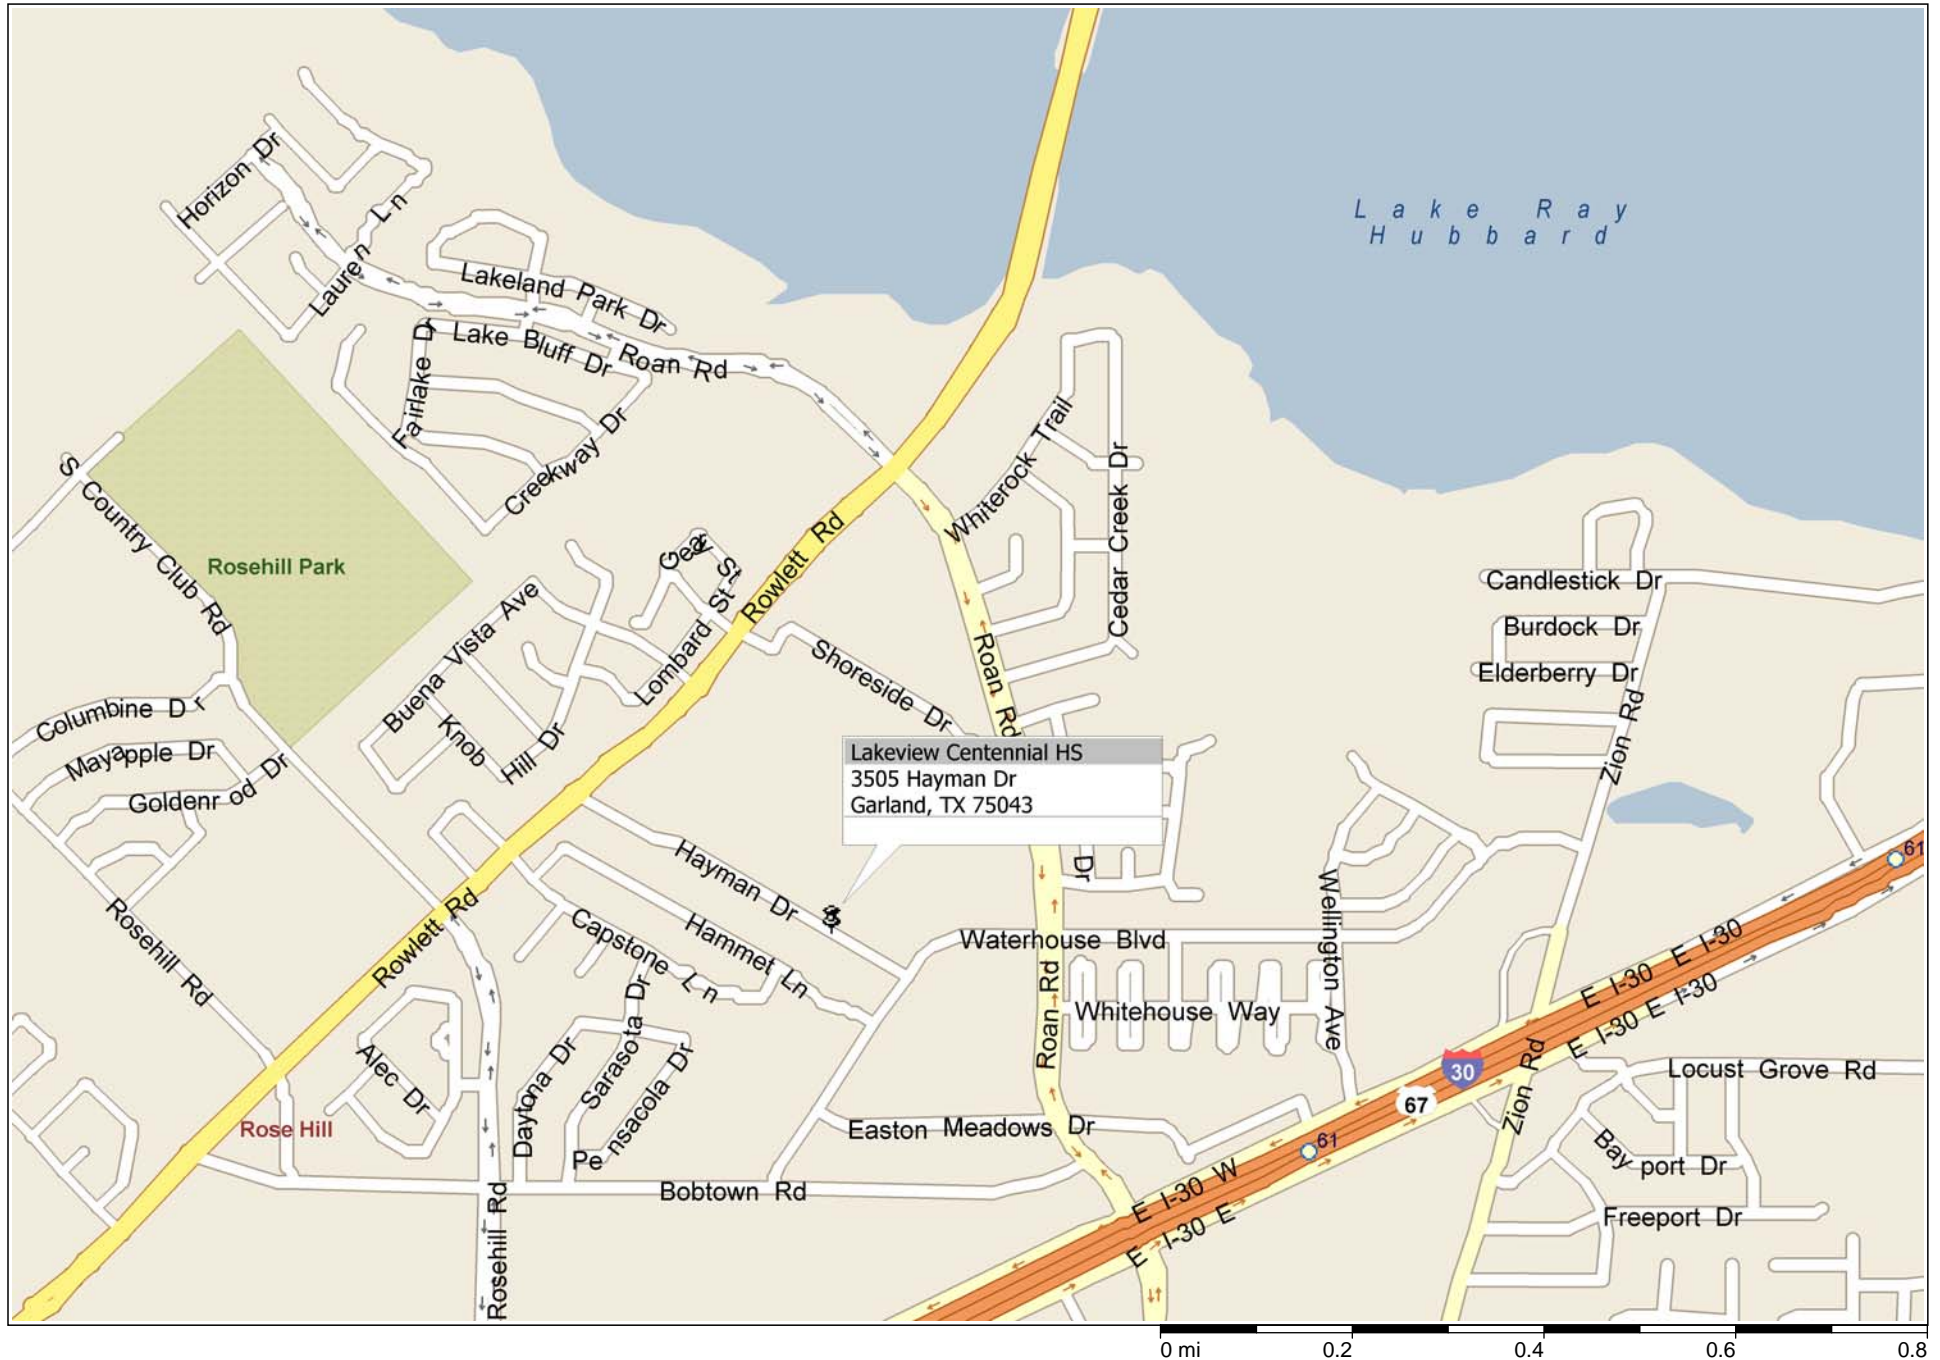 Lake Ray
Hubbard
Horizon Dr
Lauren Ln
Lakeland Park Dr
Lake Bluff Dr
Roan Rd
Fairlake Dr
Creekway Dr
Whiterock Trail
Cedar Creek Dr
S Country Club Rd
Rosehill Park
Rowlett Rd
Geary St
Lombard St
Buena Vista Ave
Knob Hill Dr
Shoreside Dr
Roan Rd
Candlestick Dr
Burdock Dr
Elderberry Dr
Zion Rd
Columbine Dr
Mayapple Dr
Goldenrod Dr
Lakeview Centennial HS
3505 Hayman Dr
Garland, TX 75043
Dr
Hayman Dr
Hammet Ln
Capstone Ln
Rosehill Rd
Rowlett Rd
Waterhouse Blvd
Wellington Ave
Whitehouse Way
Roan Rd
61
E I-30
E I-30
E I-30
E I-30
30
67
61
Zion Rd
Locust Grove Rd
Alec Dr
Daytona Dr
Sarasota Dr
Pensacola Dr
Rose Hill
Easton Meadows Dr
Bayport Dr
Bobtown Rd
E I-30 W
E I-30 E
Freeport Dr
Rosehill Rd
0 mi 0.2 0.4 0.6 0.8